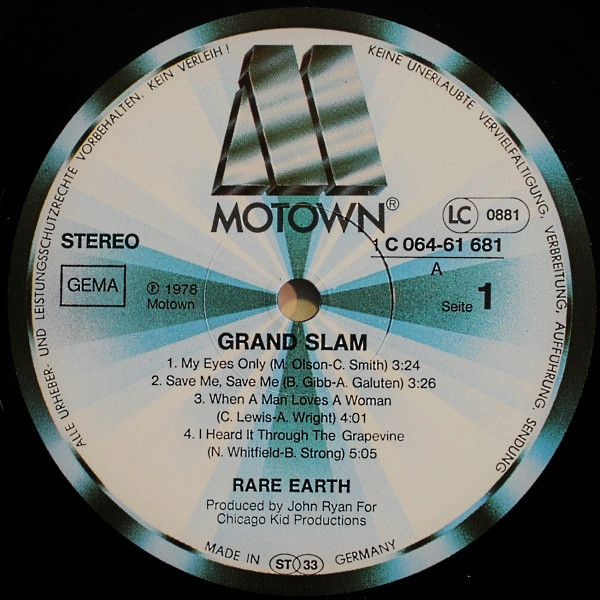 ALLE URHEBER- UND LEISTUNGSSCHUTZRECHTE VORBEHALTEN. KEIN VERLEIH! KEINE UNERLAUBTE VERVIELFÄLTIGUNG, VERBREITUNG, AUFFÜHRUNG, SENDUNG
M
MOTOWN®
LC 0881
STEREO
1 C 064-61 681
A
GEMA
℗ 1978
Motown
Seite 1
GRAND SLAM
1. My Eyes Only (M. Olson-C. Smith) 3:24
2. Save Me, Save Me (B. Gibb-A. Galuten) 3:26
3. When A Man Loves A Woman
(C. Lewis-A. Wright) 4:01
4. I Heard It Through The Grapevine
(N. Whitfield-B. Strong) 5:05
RARE EARTH
Produced by John Ryan For
Chicago Kid Productions
MADE IN ST 33 GERMANY